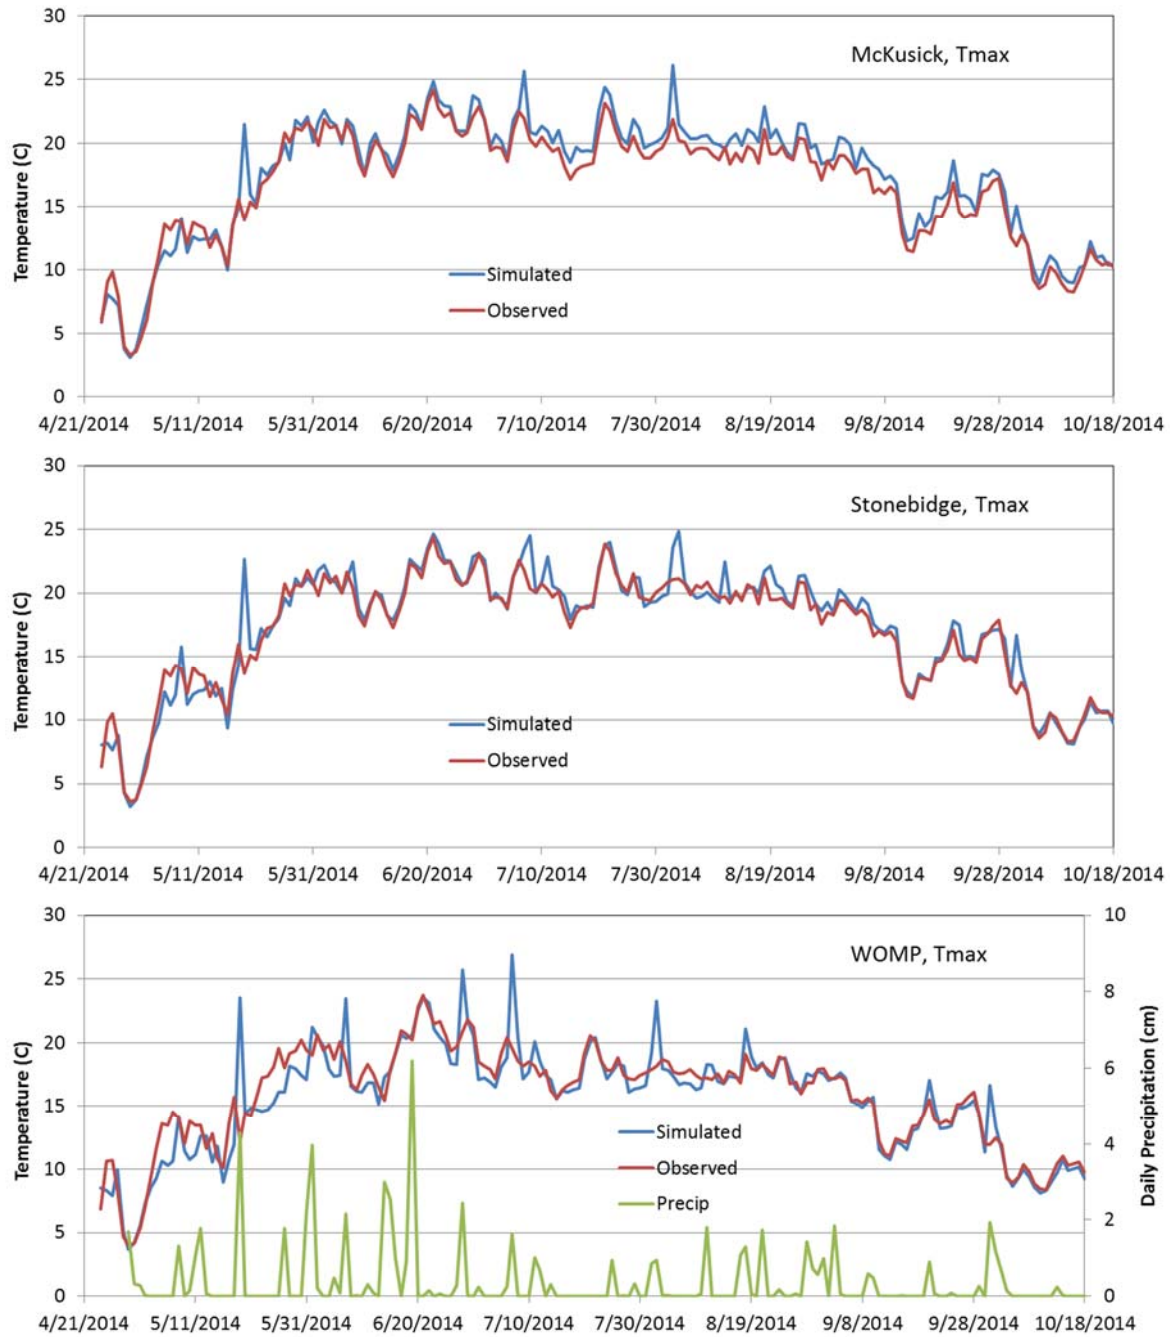 McKusick, Tmax
Temperature (C)
30
25
20
15
10
5
0
Simulated
Observed
4/21/2014 5/11/2014 5/31/2014 6/20/2014 7/10/2014 7/30/2014 8/19/2014 9/8/2014 9/28/2014 10/18/2014
Stonebidge, Tmax
Temperature (C)
30
25
20
15
10
5
0
Simulated
Observed
4/21/2014 5/11/2014 5/31/2014 6/20/2014 7/10/2014 7/30/2014 8/19/2014 9/8/2014 9/28/2014 10/18/2014
WOMP, Tmax
Temperature (C)
30
25
20
15
10
5
0
Simulated
Observed
Precip
10
8
6
4
2
0
Daily Precipitation (cm)
4/21/2014 5/11/2014 5/31/2014 6/20/2014 7/10/2014 7/30/2014 8/19/2014 9/8/2014 9/28/2014 10/18/2014